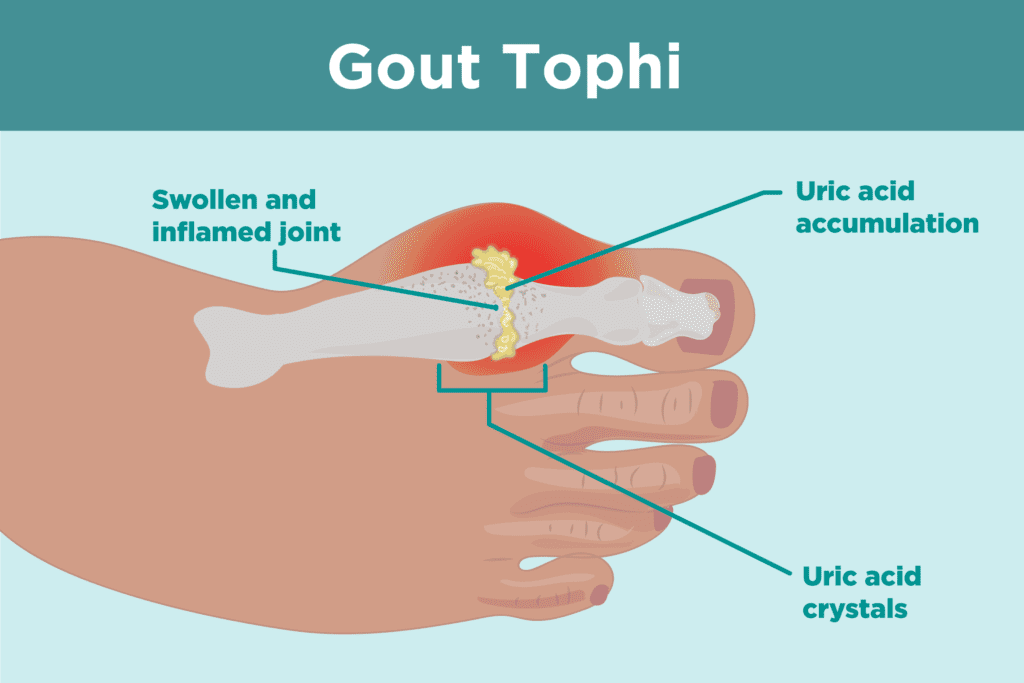 Gout Tophi
Swollen and
inflamed joint
Uric acid
accumulation
Uric acid
crystals